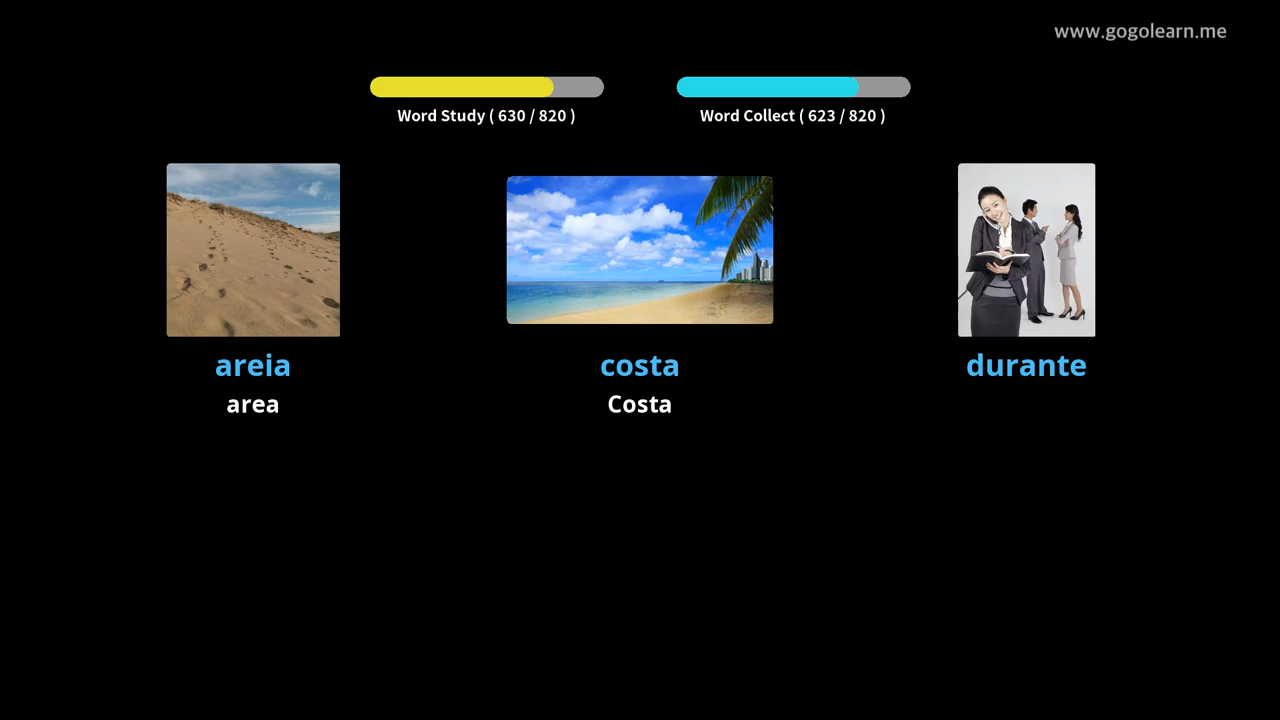 www.gogolearn.me
Word Study ( 630 / 820 )
Word Collect ( 623 / 820 )
areia
costa
durante
area
Costa